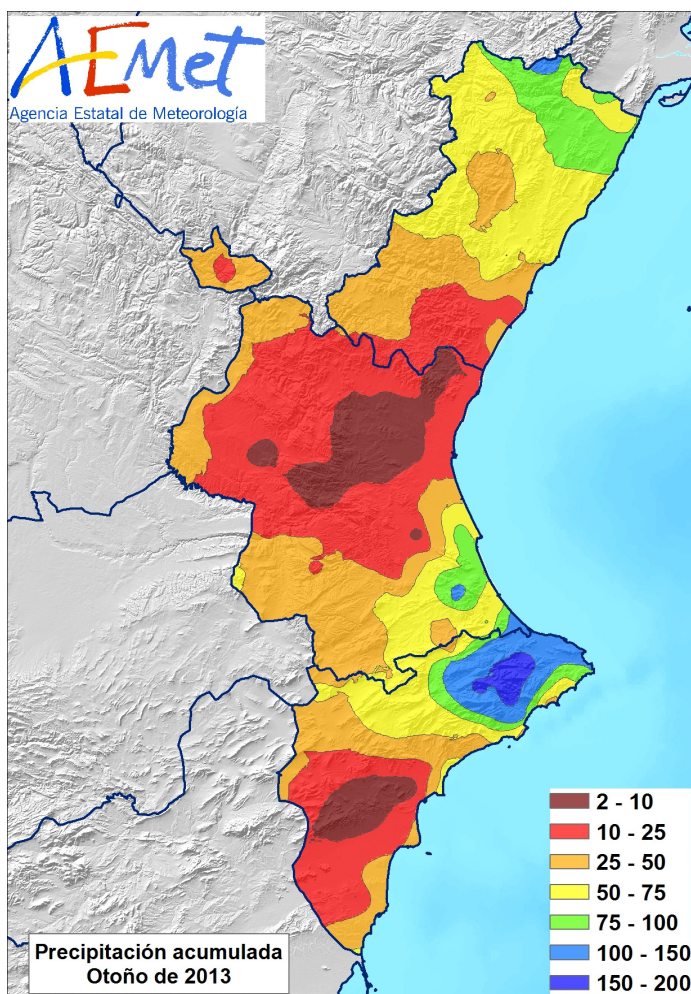 AEMet
Agencia Estatal de Meteorología
2 - 10
10 - 25
25 - 50
50 - 75
75 - 100
100 - 150
150 - 200
Precipitación acumulada
Otoño de 2013